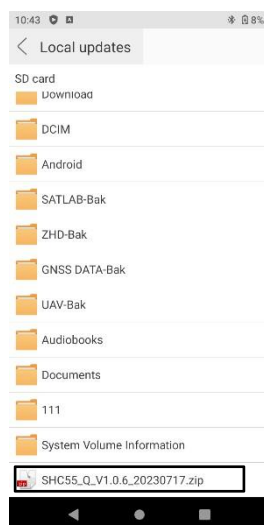 10:43 8%
Local updates
SD card
Download
DCIM
Android
SATLAB-Bak
ZHD-Bak
GNSS DATA-Bak
UAV-Bak
Audiobooks
Documents
111
System Volume Information
SHC55_Q_V1.0.6_20230717.zip